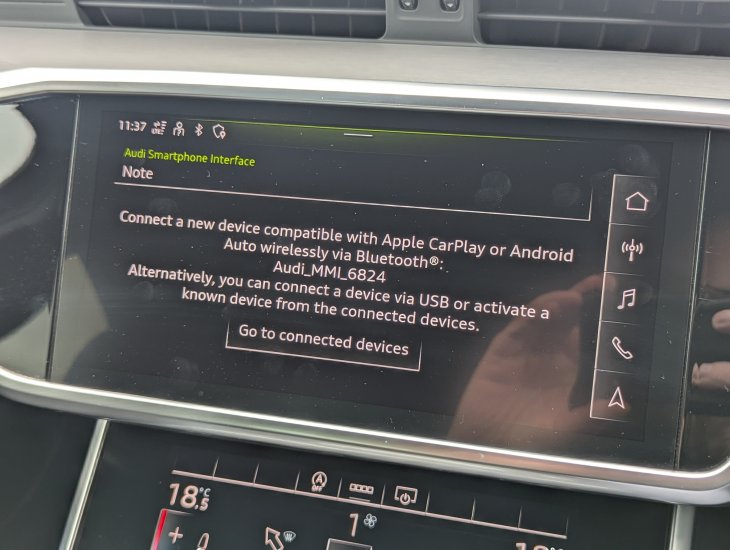 11:37
Audi Smartphone Interface
Note
Connect a new device compatible with Apple CarPlay or Android
Auto wirelessly via Bluetooth®:
Audi_MMI_6824
Alternatively, you can connect a device via USB or activate a
known device from the connected devices.
Go to connected devices
A
OFF
18.5 °C
1